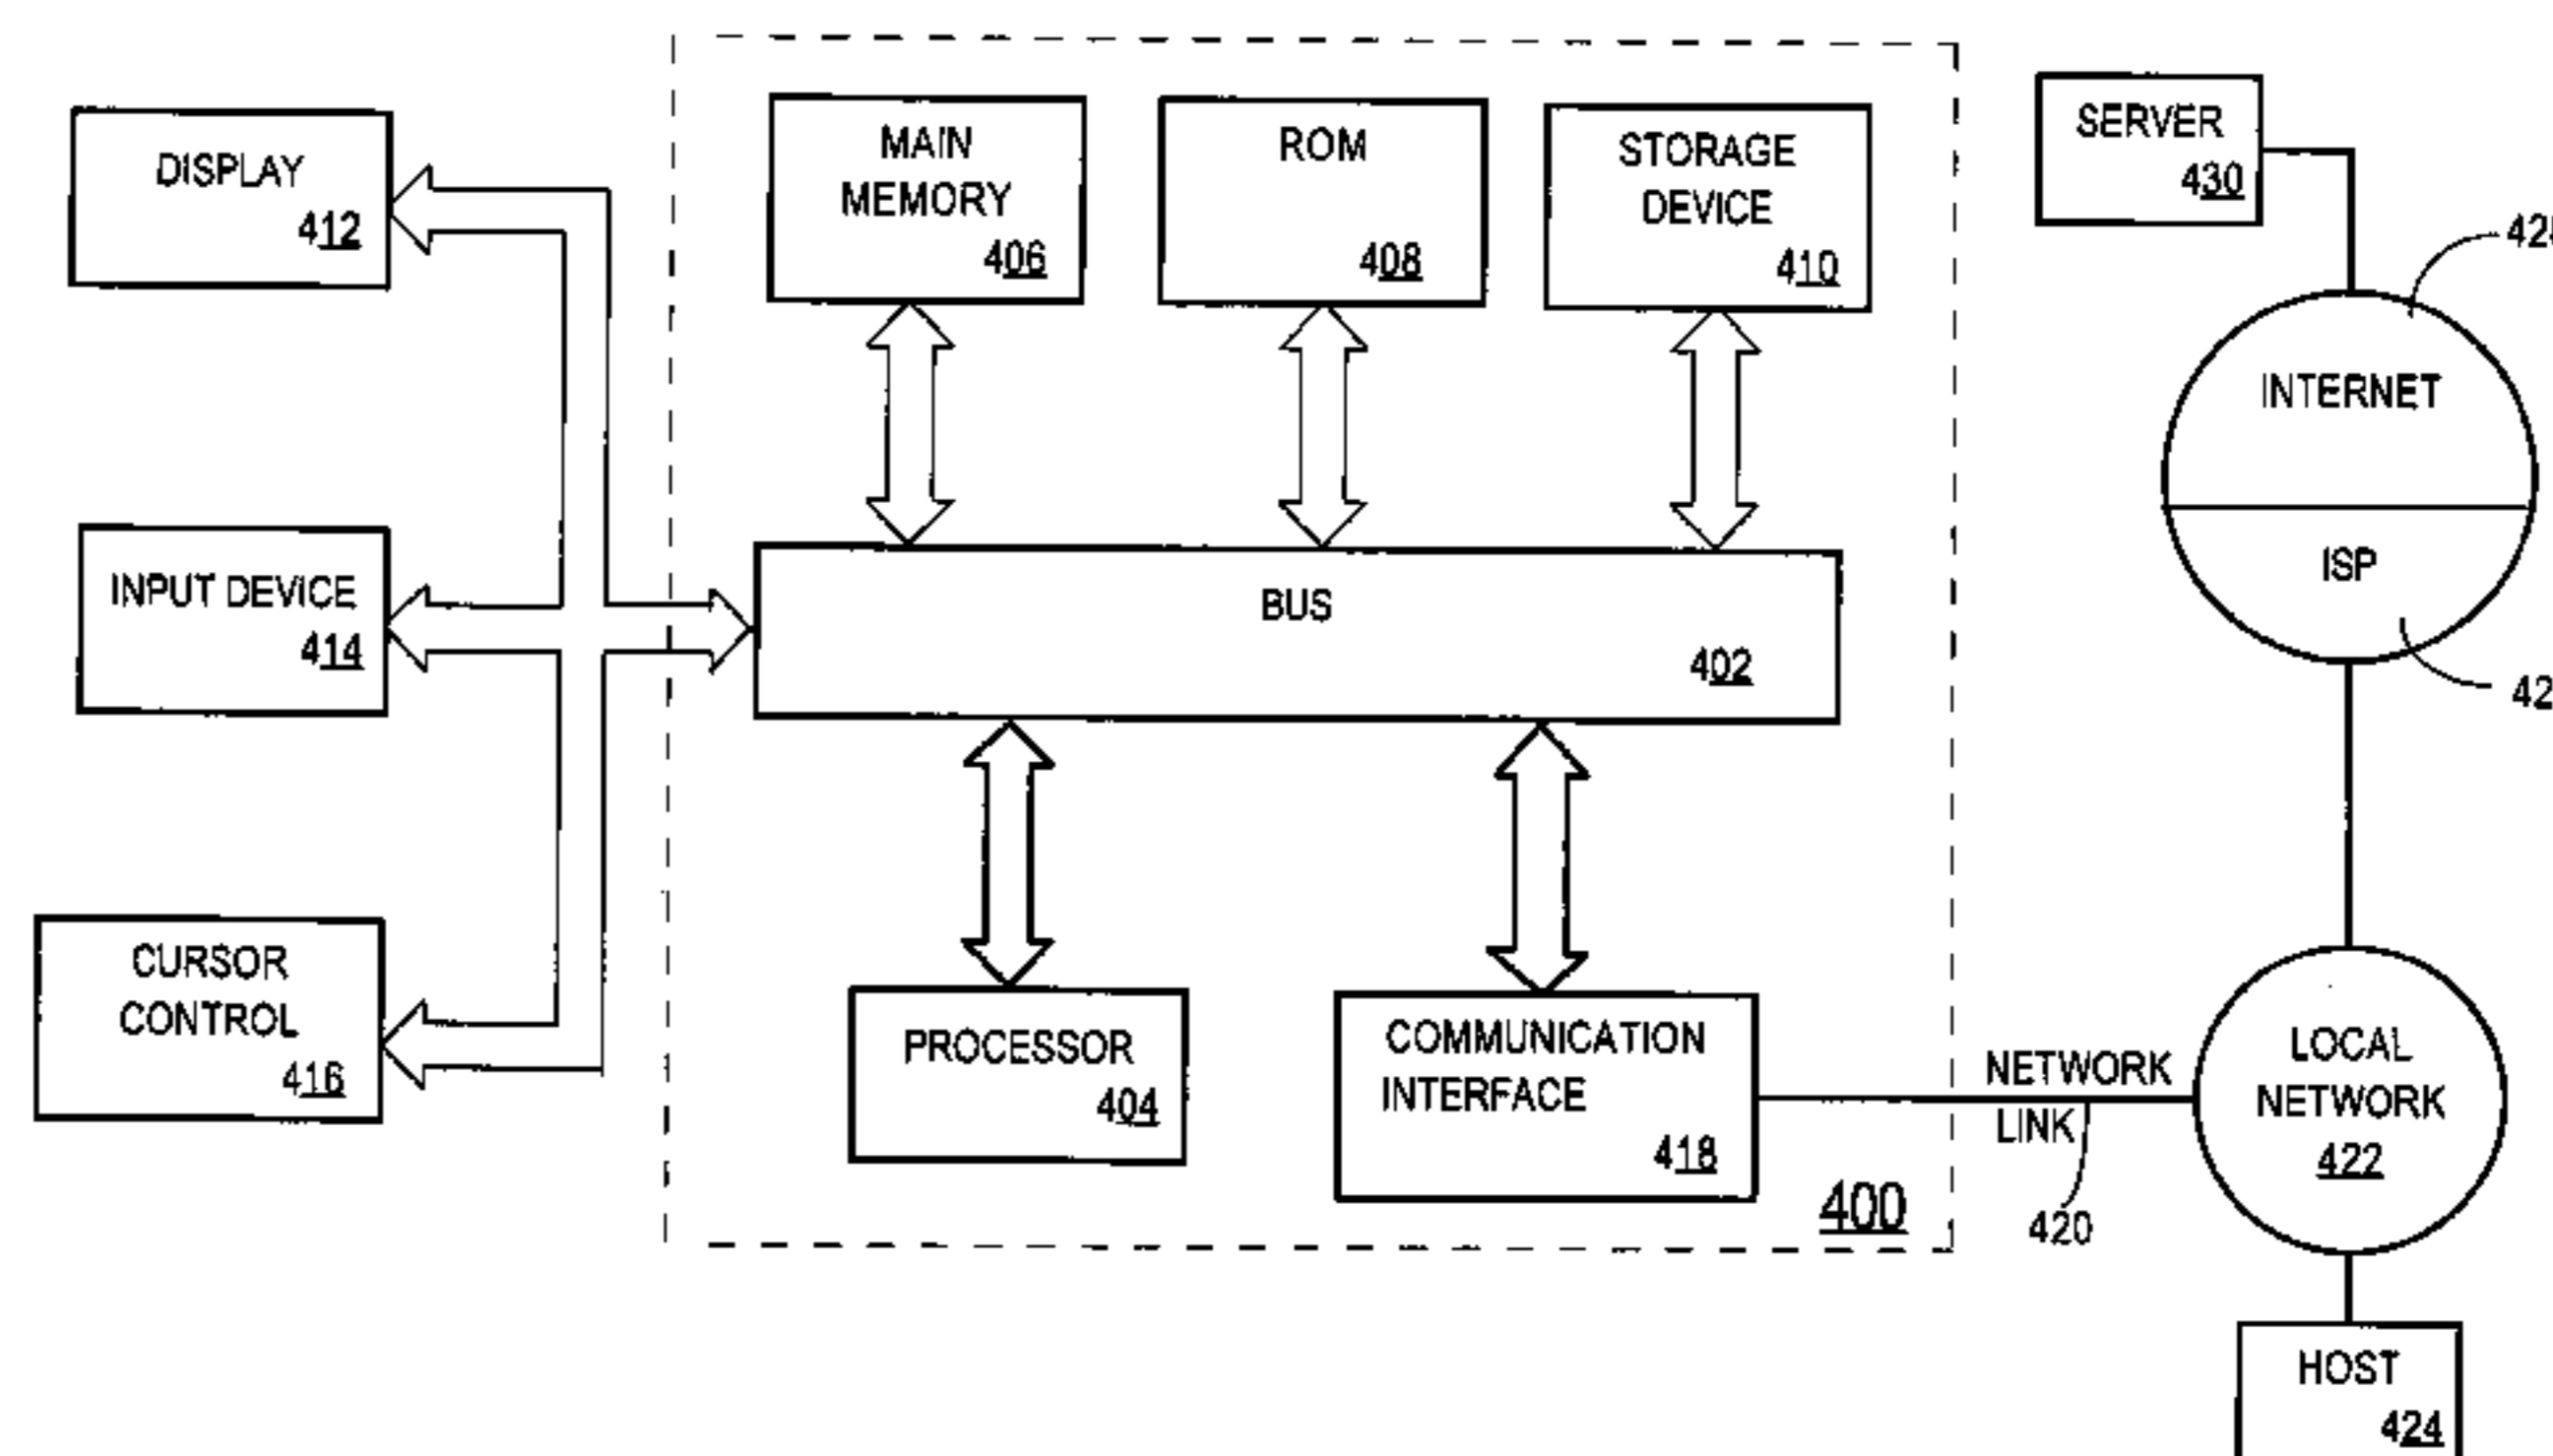 DISPLAY
412
INPUT DEVICE
414
CURSOR
CONTROL
416
MAIN
MEMORY
406
ROM
408
STORAGE
DEVICE
410
BUS
402
PROCESSOR
404
COMMUNICATION
INTERFACE
418
400
SERVER
430
INTERNET
ISP
NETWORK
LINK
420
LOCAL
NETWORK
422
HOST
424